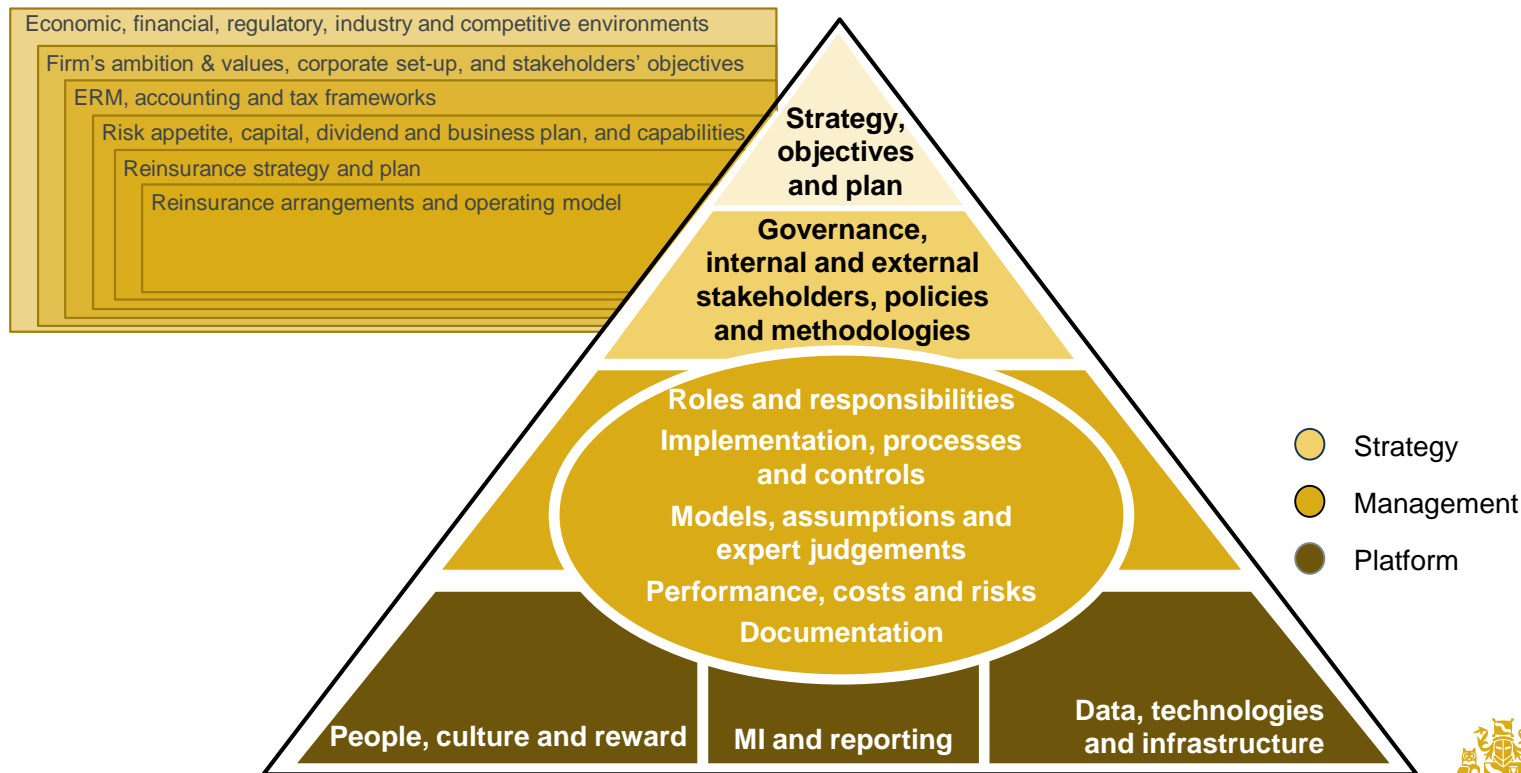 Economic, financial, regulatory, industry and competitive environments
Firm's ambition & values, corporate set-up, and stakeholders' objectives
ERM, accounting and tax frameworks
Risk appetite, capital, dividend and business plan, and capabilities
Reinsurance strategy and plan
Reinsurance arrangements and operating model
Strategy,
objectives
and plan
Governance,
internal and external
stakeholders, policies
and methodologies
Roles and responsibilities
Implementation, processes
and controls
Models, assumptions and
expert judgements
Performance, costs and risks
Documentation
People, culture and reward
MI and reporting
Data, technologies
and infrastructure
Strategy
Management
Platform